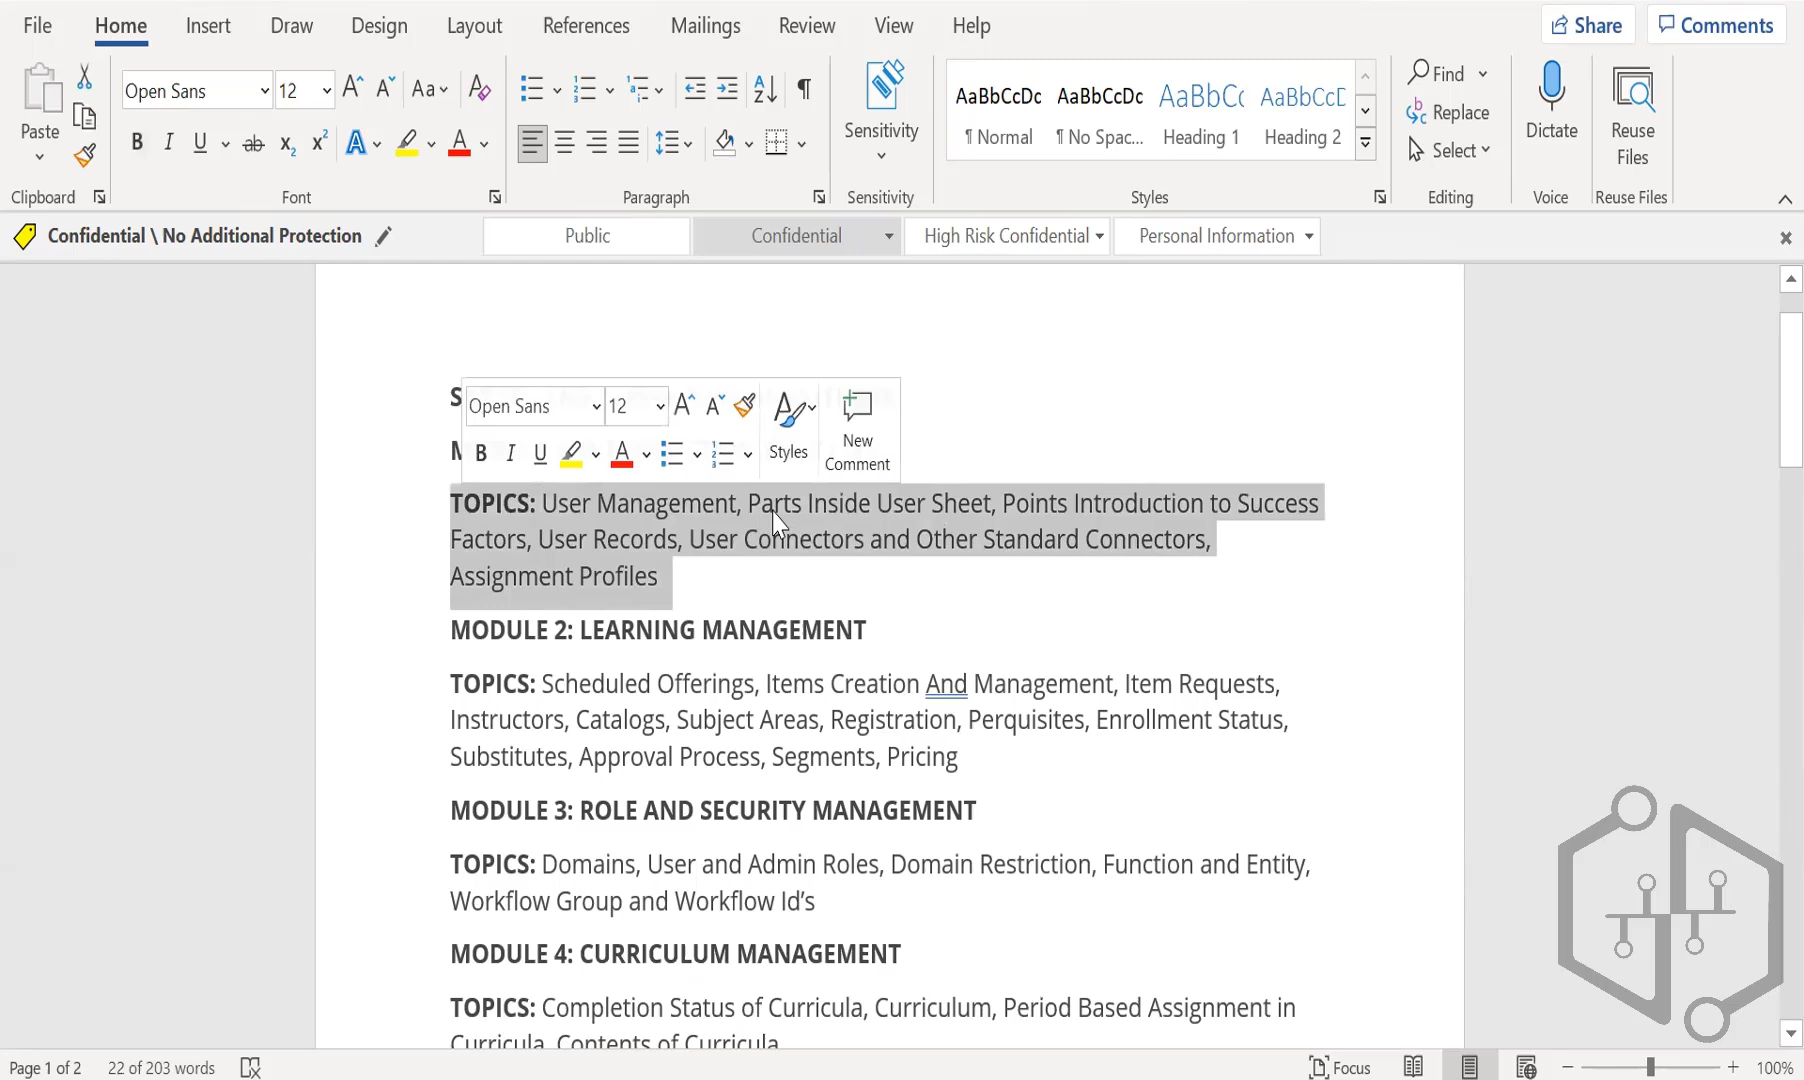 File Home Insert Draw Design Layout References Mailings Review View Help Share Comments
Paste
Clipboard
Open Sans 12 Aa
B I U ab x₂ x² A A
Font
Paragraph
Sensitivity
Sensitivity
AaBbCcDc AaBbCcDc AaBbCc AaBbCcE
¶ Normal ¶ No Spac... Heading 1 Heading 2
Styles
Find
Replace
Select
Editing
Dictate
Voice
Reuse
Files
Reuse Files
Confidential \ No Additional Protection Public Confidential High Risk Confidential Personal Information
S
M
Open Sans 12
B I U A
Styles
New
Comment
TOPICS: User Management, Parts Inside User Sheet, Points Introduction to Success
Factors, User Records, User Connectors and Other Standard Connectors,
Assignment Profiles
MODULE 2: LEARNING MANAGEMENT
TOPICS: Scheduled Offerings, Items Creation And Management, Item Requests,
Instructors, Catalogs, Subject Areas, Registration, Perquisites, Enrollment Status,
Substitutes, Approval Process, Segments, Pricing
MODULE 3: ROLE AND SECURITY MANAGEMENT
TOPICS: Domains, User and Admin Roles, Domain Restriction, Function and Entity,
Workflow Group and Workflow Id’s
MODULE 4: CURRICULUM MANAGEMENT
TOPICS: Completion Status of Curricula, Curriculum, Period Based Assignment in
Curricula, Contents of Curricula
Page 1 of 2 22 of 203 words Focus 100%